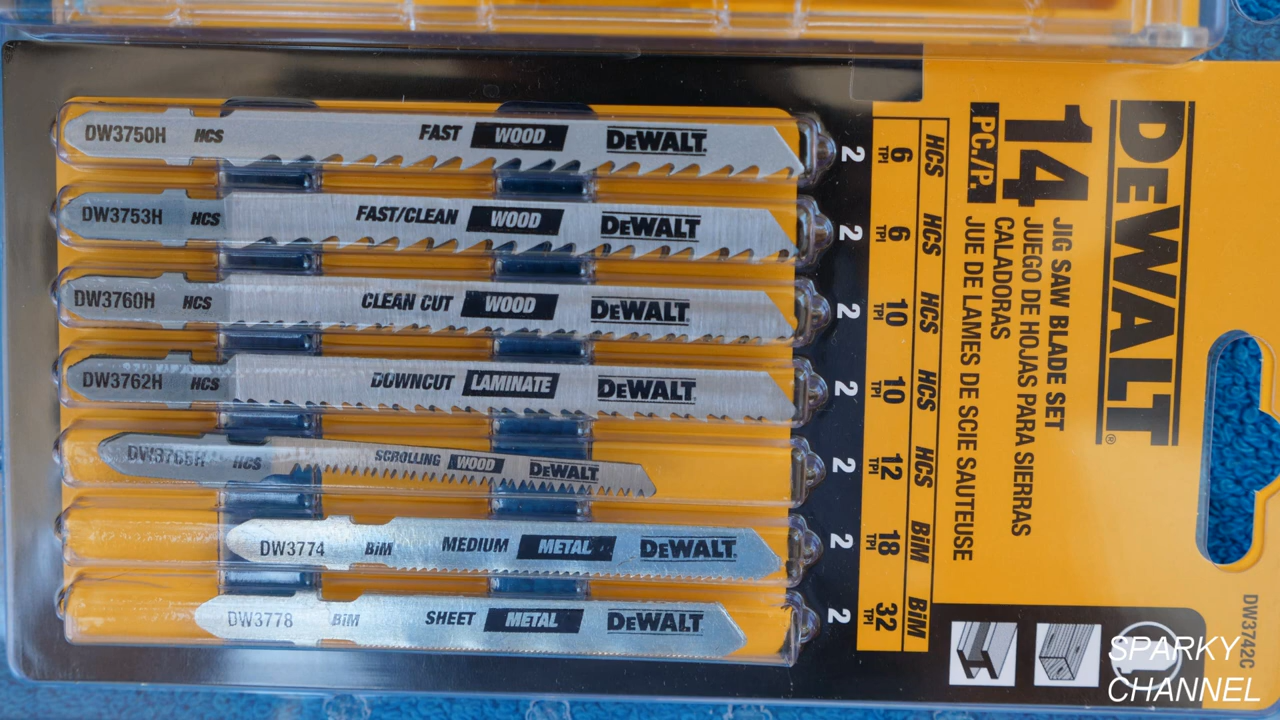 DW3750H HCS FAST WOOD DEWALT
DW3753H HCS FAST/CLEAN WOOD DEWALT
DW3760H HCS CLEAN CUT WOOD DEWALT
DW3762H HCS DOWNCUT LAMINATE DEWALT
DW3765H HCS SCROLLING WOOD DEWALT
DW3774 BiM MEDIUM METAL DEWALT
DW3778 BiM SHEET METAL DEWALT
2 6 TPI HCS
2 6 TPI HCS
2 10 TPI HCS
2 10 TPI HCS
2 12 TPI HCS
2 18 TPI BiM
2 32 TPI BiM
DEWALT®
14 PC./P.
JIG SAW BLADE SET
JUEGO DE HOJAS PARA SIERRAS
CALADORAS
JUE DE LAMES DE SCIE SAUTEUSE
DW3742C
SPARKY
CHANNEL